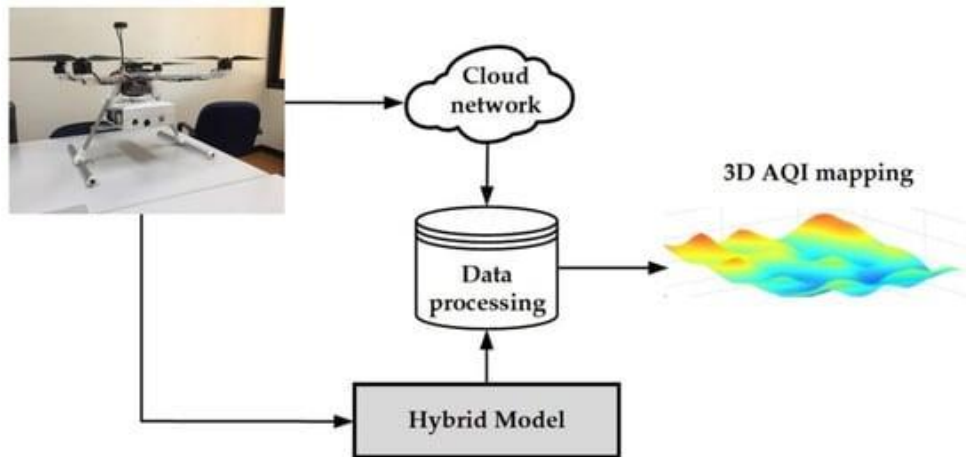 Cloud
network
3D AQI mapping
Data
processing
Hybrid Model